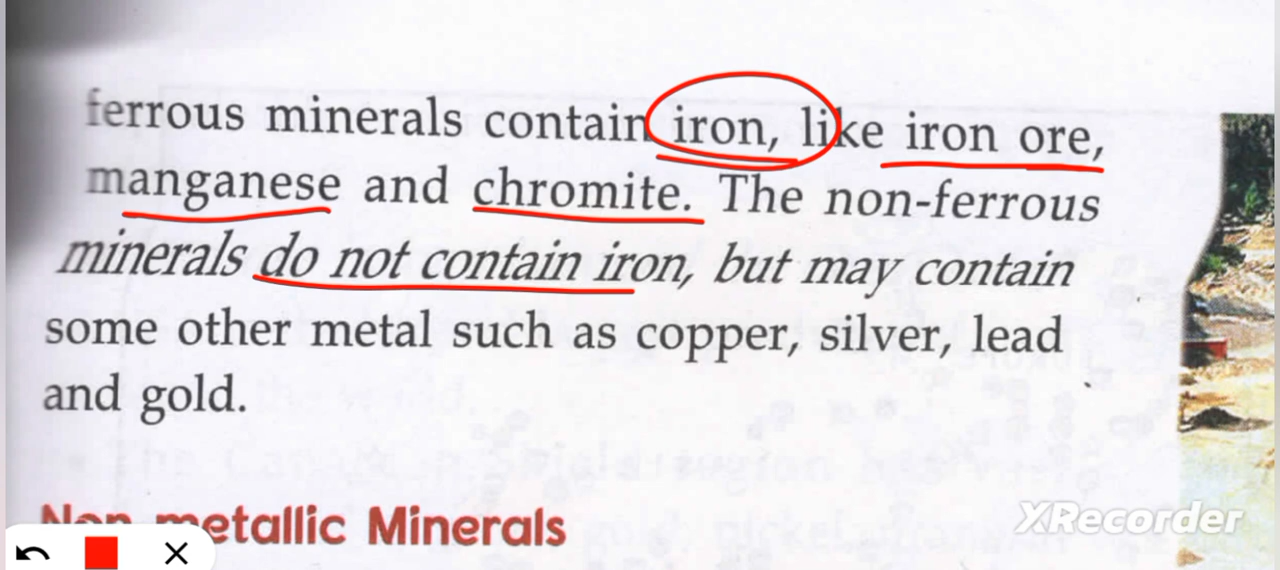 ferrous minerals contain iron, like iron ore,
manganese and chromite. The non-ferrous
minerals do not contain iron, but may contain
some other metal such as copper, silver, lead
and gold.
Non metallic Minerals
XRecorder